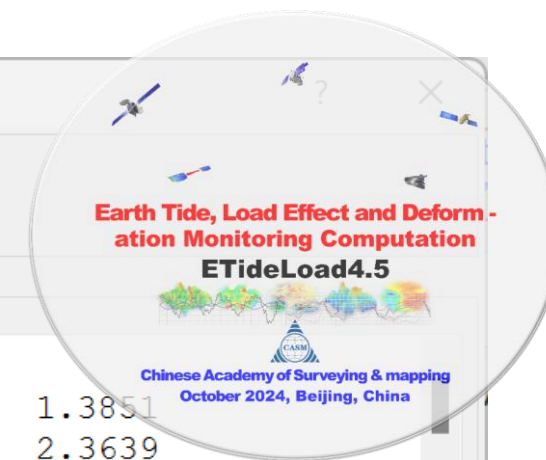 ?
Earth Tide, Load Effect and Deform -
ation Monitoring Computation
ETideLoad4.5
CASM
Chinese Academy of Surveying & mapping
October 2024, Beijing, China
1.3851
2.3639